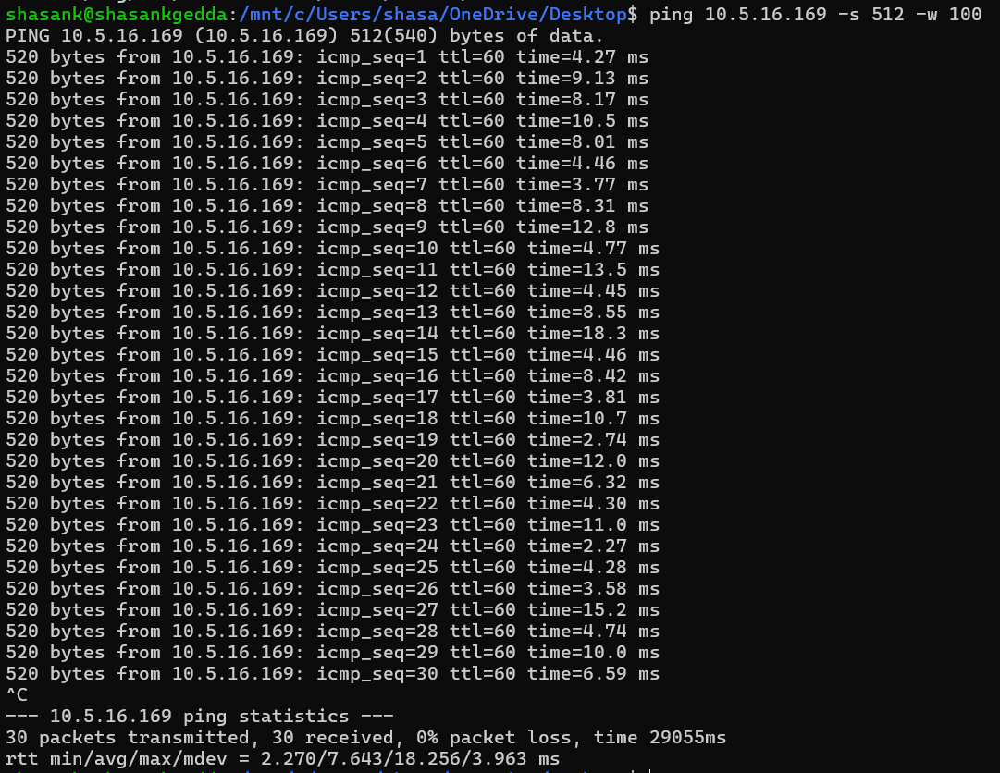 shasank@shasankgedda:/mnt/c/Users/shasa/OneDrive/Desktop$ ping 10.5.16.169 -s 512 -w 100
PING 10.5.16.169 (10.5.16.169) 512(540) bytes of data.
520 bytes from 10.5.16.169: icmp_seq=1 ttl=60 time=4.27 ms
520 bytes from 10.5.16.169: icmp_seq=2 ttl=60 time=9.13 ms
520 bytes from 10.5.16.169: icmp_seq=3 ttl=60 time=8.17 ms
520 bytes from 10.5.16.169: icmp_seq=4 ttl=60 time=10.5 ms
520 bytes from 10.5.16.169: icmp_seq=5 ttl=60 time=8.01 ms
520 bytes from 10.5.16.169: icmp_seq=6 ttl=60 time=4.46 ms
520 bytes from 10.5.16.169: icmp_seq=7 ttl=60 time=3.77 ms
520 bytes from 10.5.16.169: icmp_seq=8 ttl=60 time=8.31 ms
520 bytes from 10.5.16.169: icmp_seq=9 ttl=60 time=12.8 ms
520 bytes from 10.5.16.169: icmp_seq=10 ttl=60 time=4.77 ms
520 bytes from 10.5.16.169: icmp_seq=11 ttl=60 time=13.5 ms
520 bytes from 10.5.16.169: icmp_seq=12 ttl=60 time=4.45 ms
520 bytes from 10.5.16.169: icmp_seq=13 ttl=60 time=8.55 ms
520 bytes from 10.5.16.169: icmp_seq=14 ttl=60 time=18.3 ms
520 bytes from 10.5.16.169: icmp_seq=15 ttl=60 time=4.46 ms
520 bytes from 10.5.16.169: icmp_seq=16 ttl=60 time=8.42 ms
520 bytes from 10.5.16.169: icmp_seq=17 ttl=60 time=3.81 ms
520 bytes from 10.5.16.169: icmp_seq=18 ttl=60 time=10.7 ms
520 bytes from 10.5.16.169: icmp_seq=19 ttl=60 time=2.74 ms
520 bytes from 10.5.16.169: icmp_seq=20 ttl=60 time=12.0 ms
520 bytes from 10.5.16.169: icmp_seq=21 ttl=60 time=6.32 ms
520 bytes from 10.5.16.169: icmp_seq=22 ttl=60 time=4.30 ms
520 bytes from 10.5.16.169: icmp_seq=23 ttl=60 time=11.0 ms
520 bytes from 10.5.16.169: icmp_seq=24 ttl=60 time=2.27 ms
520 bytes from 10.5.16.169: icmp_seq=25 ttl=60 time=4.28 ms
520 bytes from 10.5.16.169: icmp_seq=26 ttl=60 time=3.58 ms
520 bytes from 10.5.16.169: icmp_seq=27 ttl=60 time=15.2 ms
520 bytes from 10.5.16.169: icmp_seq=28 ttl=60 time=4.74 ms
520 bytes from 10.5.16.169: icmp_seq=29 ttl=60 time=10.0 ms
520 bytes from 10.5.16.169: icmp_seq=30 ttl=60 time=6.59 ms
^C
--- 10.5.16.169 ping statistics ---
30 packets transmitted, 30 received, 0% packet loss, time 29055ms
rtt min/avg/max/mdev = 2.270/7.643/18.256/3.963 ms